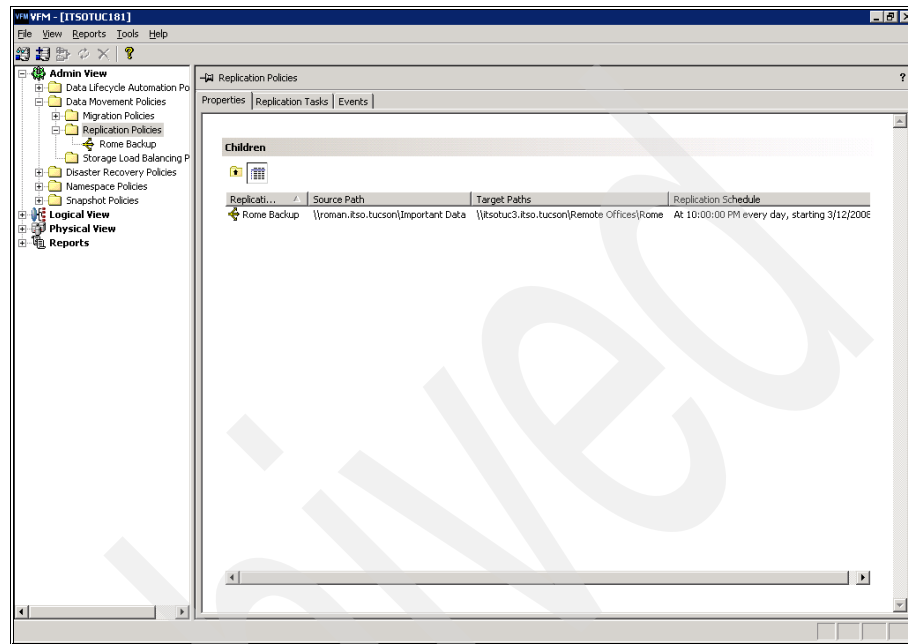 VFM - [ITSOTUC181]
File View Reports Tools Help
Admin View
Data Lifecycle Automation Po
Data Movement Policies
Migration Policies
Replication Policies
Rome Backup
Storage Load Balancing P
Disaster Recovery Policies
Namespace Policies
Snapshot Policies
Logical View
Physical View
Reports
Replication Policies
?
Properties Replication Tasks Events
Children
Replicati... Source Path Target Paths Replication Schedule
Rome Backup \\roman.itso.tucson\Important Data \\itsotuc3.itso.tucson\Remote Offices\Rome At 10:00:00 PM every day, starting 3/12/2008